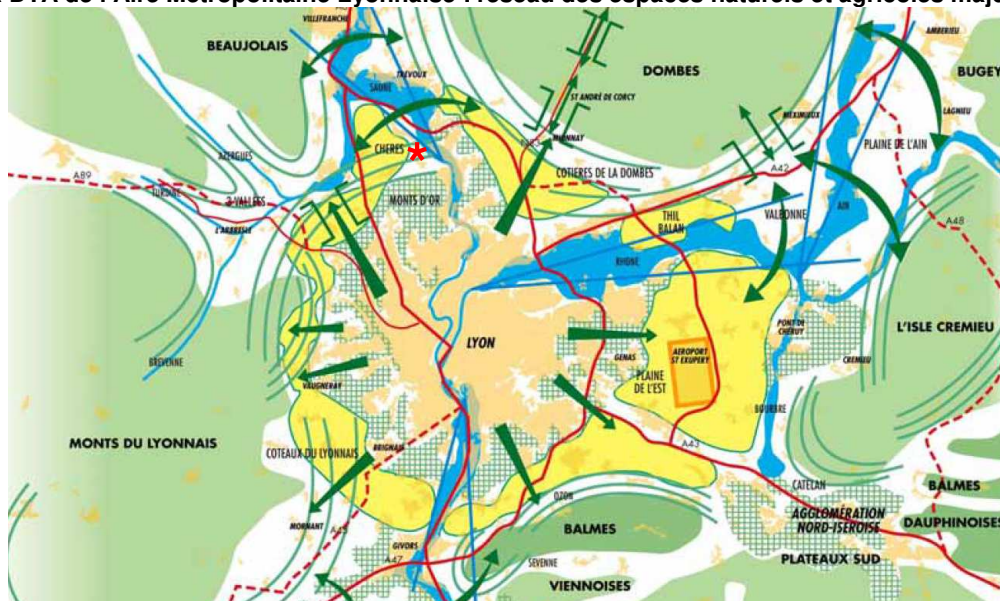 DTA de l'Aire Métropolitaine Lyonnaise : réseau des espaces naturels et agricoles maje
VILLEFRANCHE
BEAUJOLAIS
AMBERIEU
DOMBES
BUGEY
TREVOUX
SAONE
ST ANDRÉ DE CORCY
LAGNIEU
MEXIMIEUX
MIONNAY
PLAINE DE L'AIN
CHERES
*
AZERGUES
COTIERES DE LA DOMBES
A42
A89
TURDINE
3 VALLÉES
MONTS D'OR
L'ARBRESLE
THIL
BALAN
VALBONNE
AIN
A48
RHONE
LYON
PONT DE
CHÉRUY
L'ISLE CREMIEU
GENAS
AEROPORT
ST EXUPERY
CREMIEU
BREVENNE
VAUGNERAY
PLAINE
DE L'EST
BOURBRE
MONTS DU LYONNAIS
A43
COTEAUX DU LYONNAIS
BRIGNAIS
CATELAN
BALMES
OZON
AGGLOMÉRATION
NORD-ISEROISE
MORNANT
A45
BALMES
DAUPHINOISES
GIVORS
A47
SEVENNE
PLATEAUX SUD
VIENNOISES